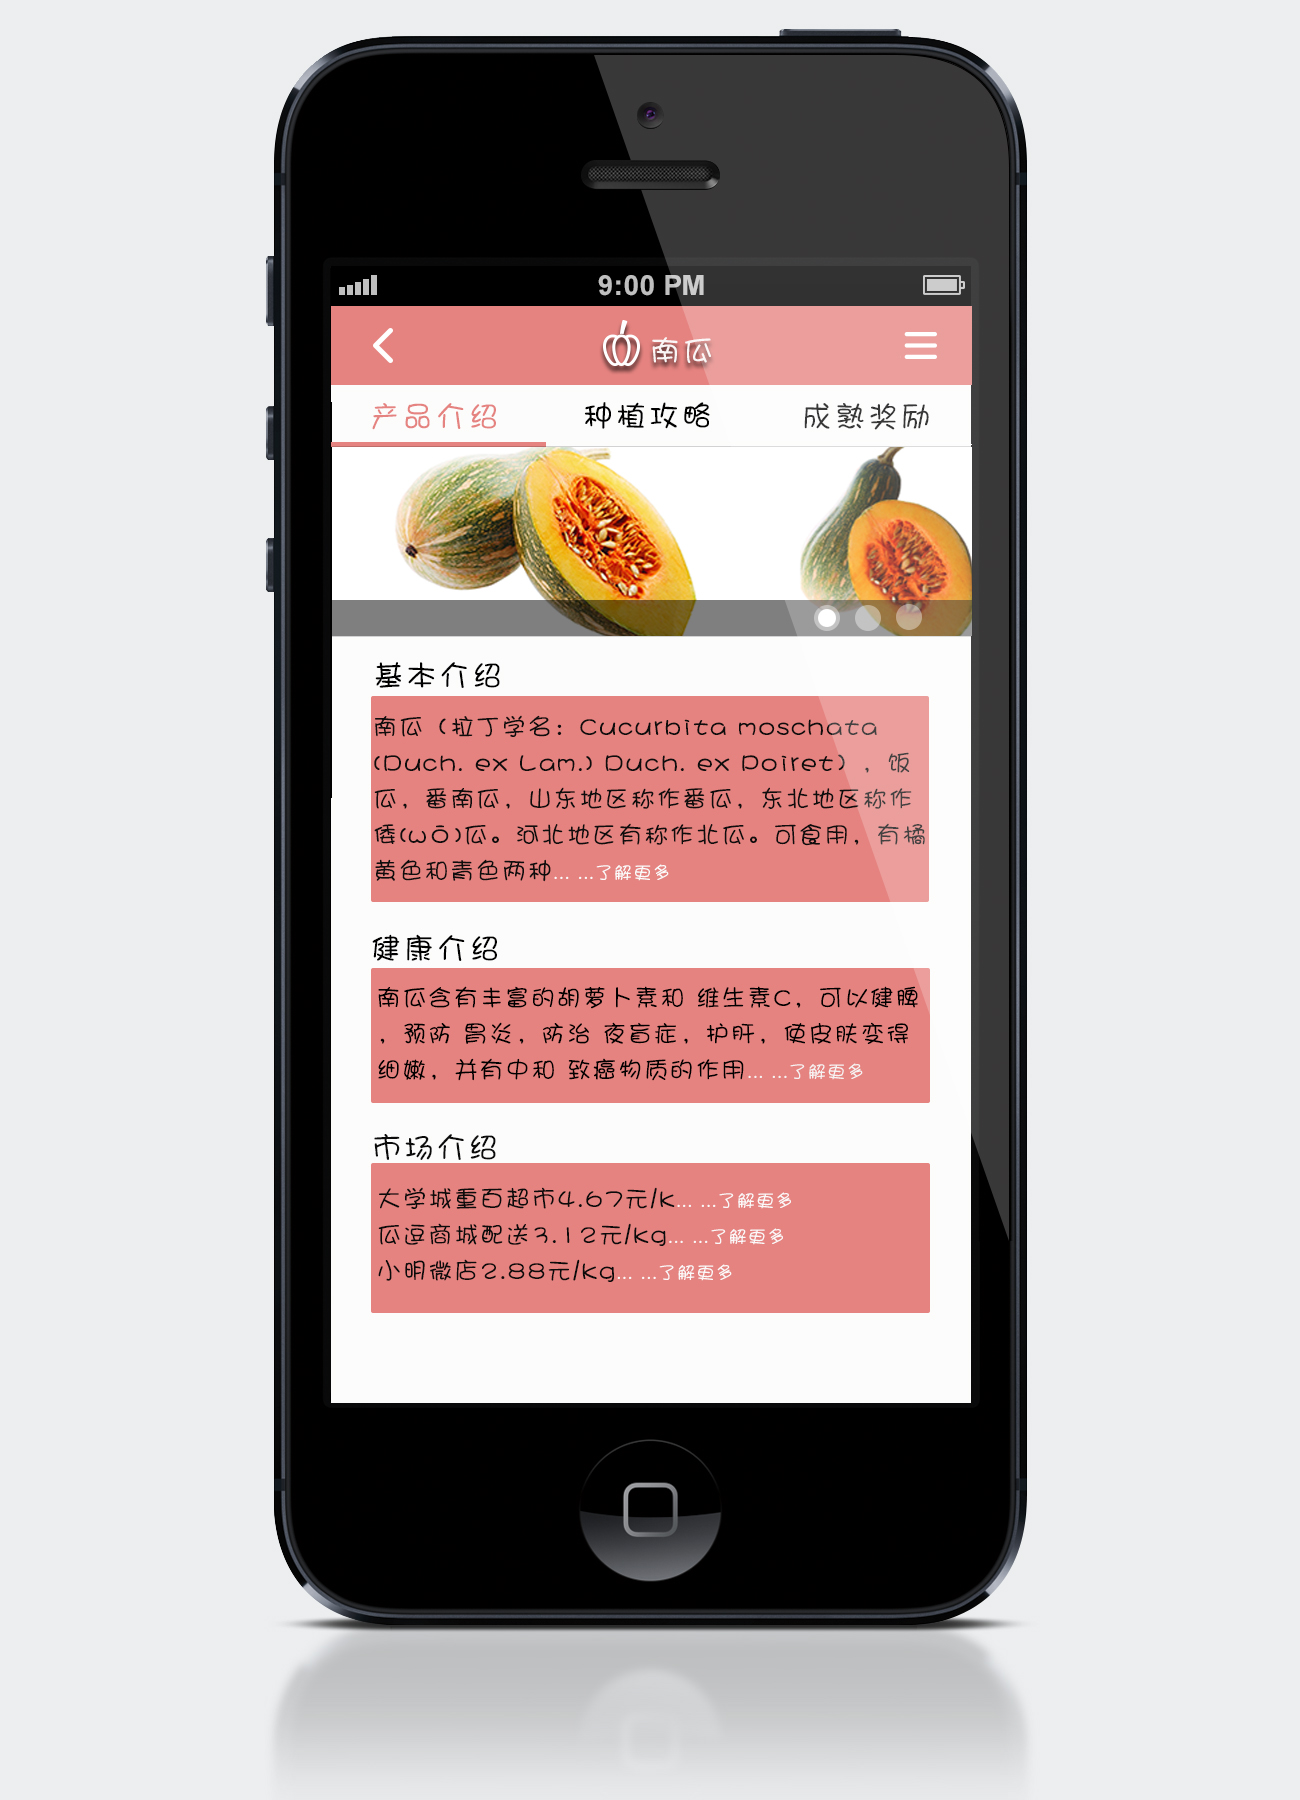 9:00 PM
南瓜
产品介绍 种植攻略 成熟奖励
基本介绍
南瓜（拉丁学名：Cucurbita moschata
(Duch. ex Lam.) Duch. ex Poiret），饭
瓜，番南瓜，山东地区称作番瓜，东北地区称作
倭(wō)瓜。河北地区有称作北瓜。可食用，有橘
黄色和青色两种... ...了解更多
健康介绍
南瓜含有丰富的胡萝卜素和 维生素C，可以健脾
，预防 胃炎，防治 夜盲症，护肝，使皮肤变得
细嫩，并有中和 致癌物质的作用... ...了解更多
市场介绍
大学城重百超市4.67元/k... ...了解更多
瓜逗商城配送3.12元/kg... ...了解更多
小明微店2.88元/kg... ...了解更多